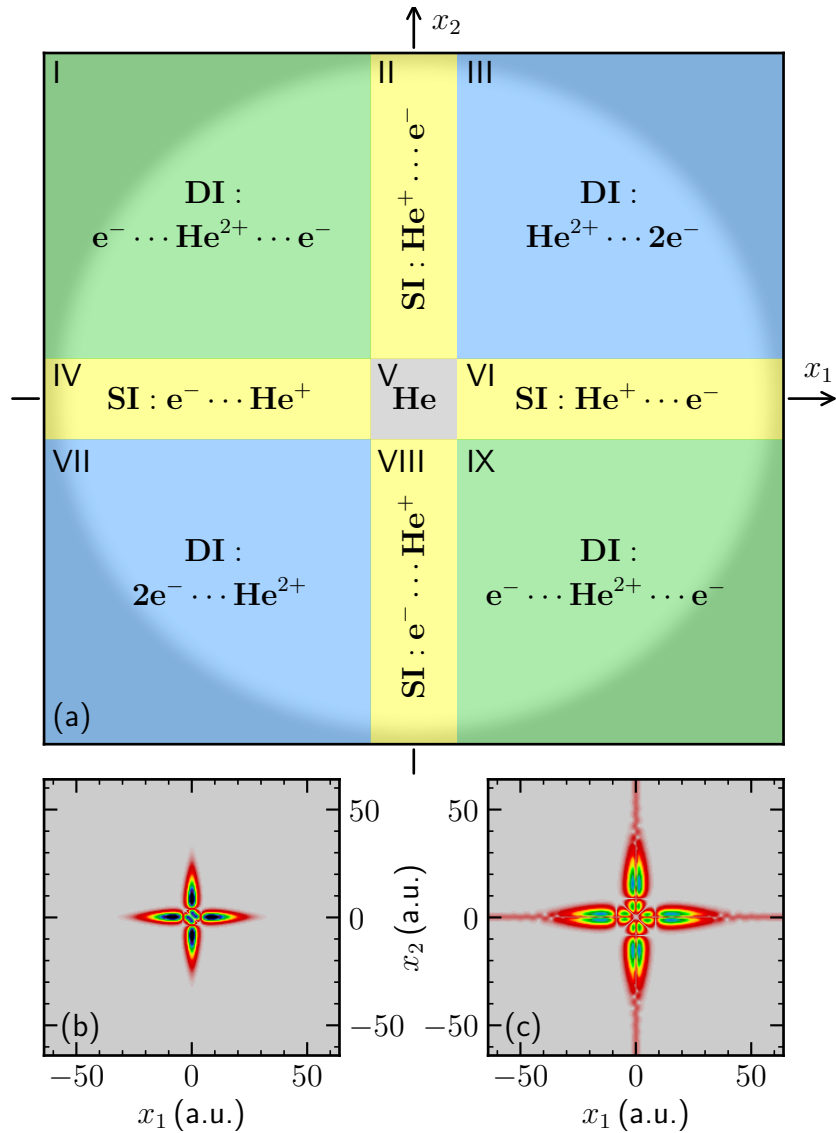 x₂
I
II
III
DI :
e⁻ ··· He²⁺ ··· e⁻
SI : He⁺ ··· e⁻
DI :
He²⁺ ··· 2e⁻
IV
SI : e⁻ ··· He⁺
V
He
VI
SI : He⁺ ··· e⁻
x₁
VII
VIII
IX
DI :
2e⁻ ··· He²⁺
SI : e⁻ ··· He⁺
DI :
e⁻ ··· He²⁺ ··· e⁻
(a)
50
0
−50
x₂ (a.u.)
50
0
−50
(b)
(c)
−50
0
50
−50
0
50
x₁ (a.u.)
x₁ (a.u.)